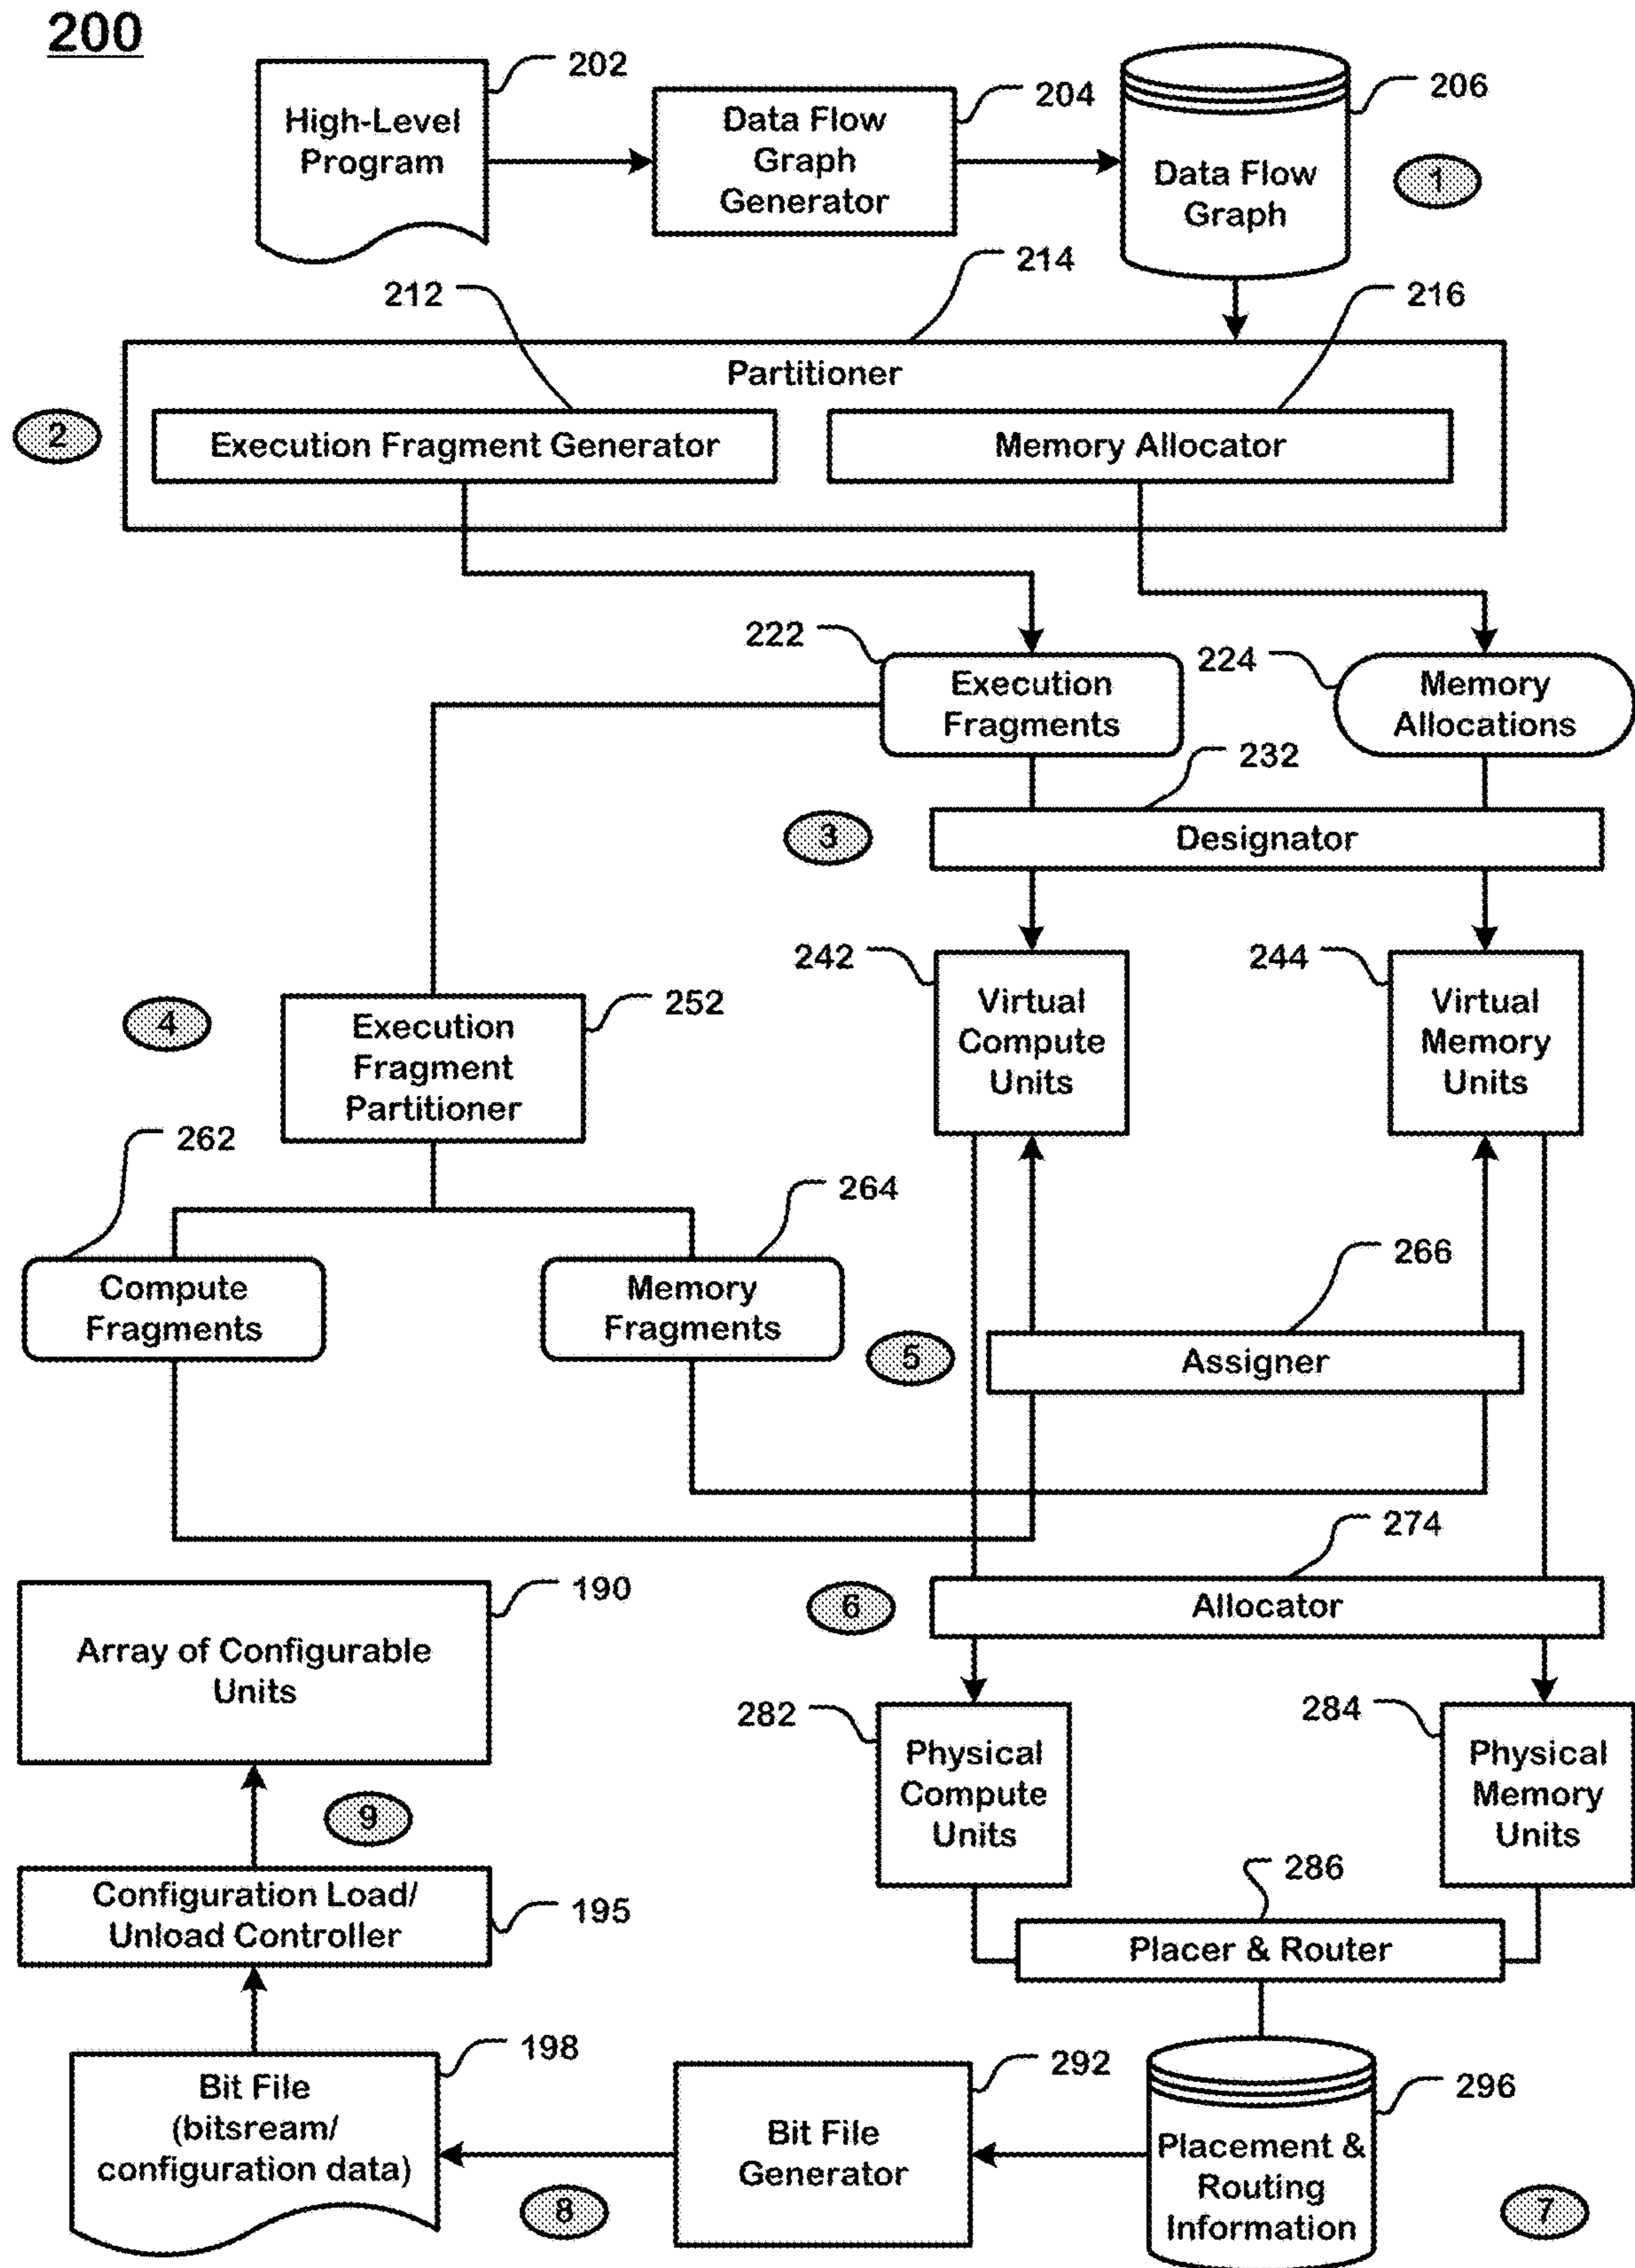 200
202
High-Level
Program
204
Data Flow
Graph
Generator
206
Data Flow
Graph
1
214
212
216
Partitioner
2
Execution Fragment Generator
Memory Allocator
222
Execution
Fragments
224
Memory
Allocations
232
3
Designator
242
Virtual
Compute
Units
244
Virtual
Memory
Units
4
252
Execution
Fragment
Partitioner
262
264
Compute
Fragments
Memory
Fragments
266
5
Assigner
274
6
Allocator
190
Array of Configurable
Units
282
Physical
Compute
Units
284
Physical
Memory
Units
9
Configuration Load/
Unload Controller
195
286
Placer & Router
198
Bit File
(bitsream/
configuration data)
8
292
Bit File
Generator
296
Placement &
Routing
Information
7